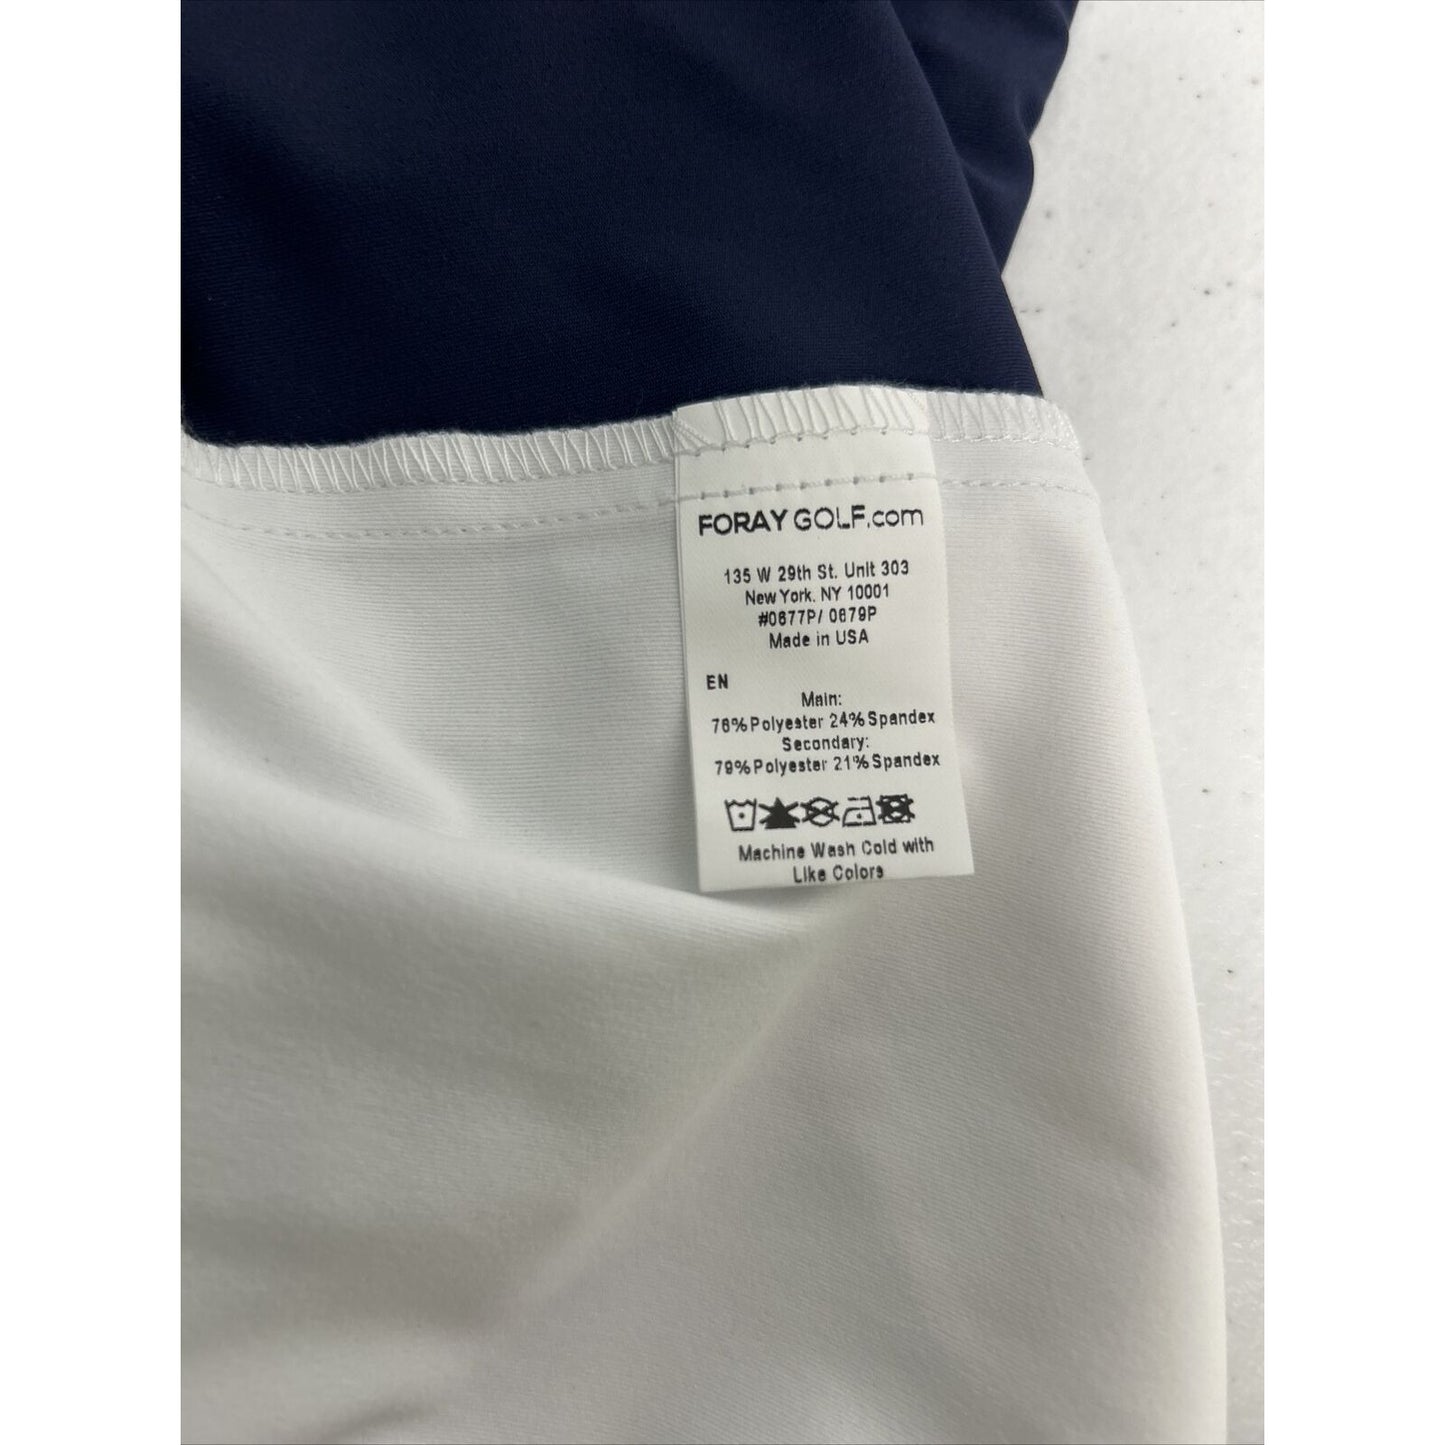 FORAY GOLF.com
135 W 29th St. Unit 303
New York. NY 10001
#0677P/ 0679P
Made in USA
EN
Main:
76% Polyester 24% Spandex
Secondary:
79% Polyester 21% Spandex
Machine Wash Cold with
Like Colors